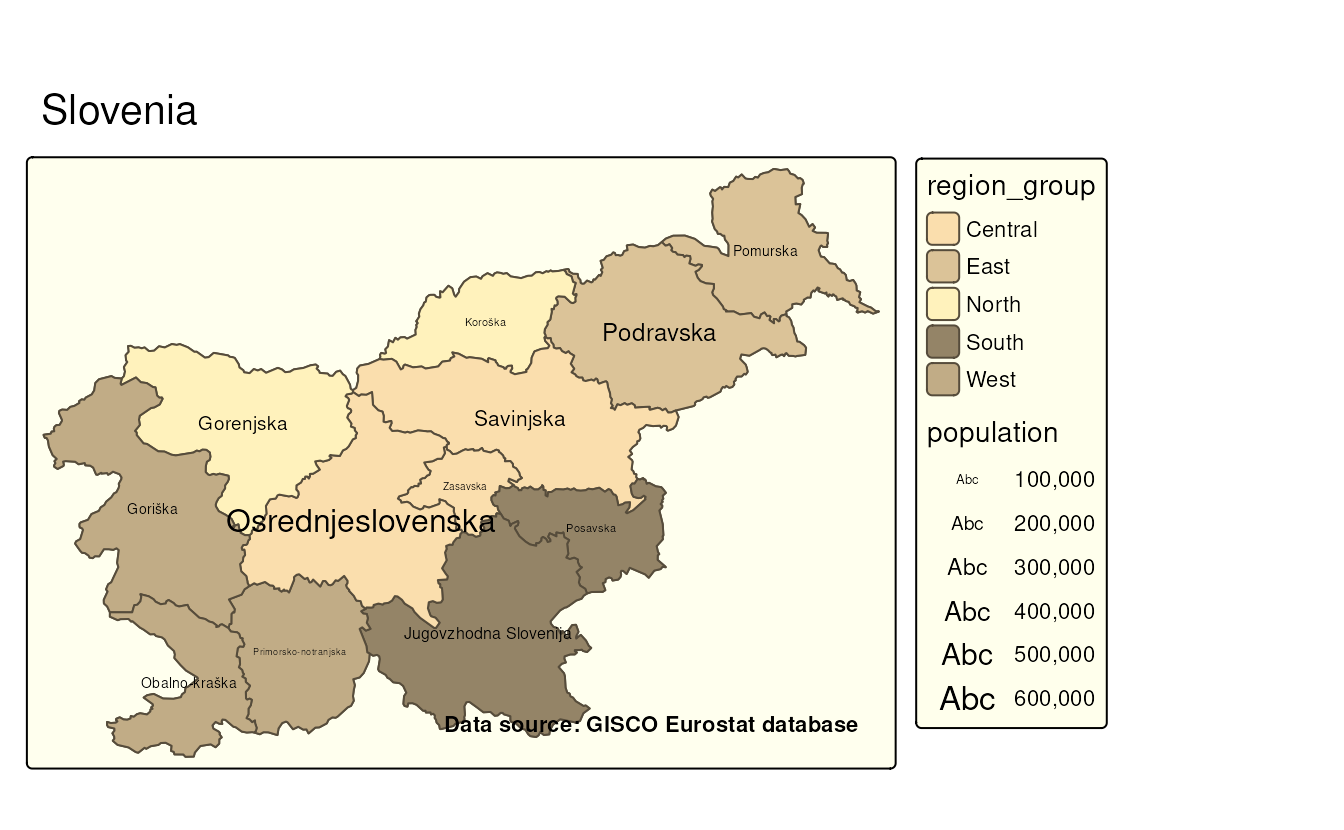 Slovenia
Pomurska
Koroška
Podravska
Gorenjska
Savinjska
Zasavska
Goriška
Osrednjeslovenska
Posavska
Jugovzhodna Slovenija
Primorsko-notranjska
Obalno-kraška
Data source: GISCO Eurostat database
region_group
Central
East
North
South
West
population
Abc 100,000
Abc 200,000
Abc 300,000
Abc 400,000
Abc 500,000
Abc 600,000